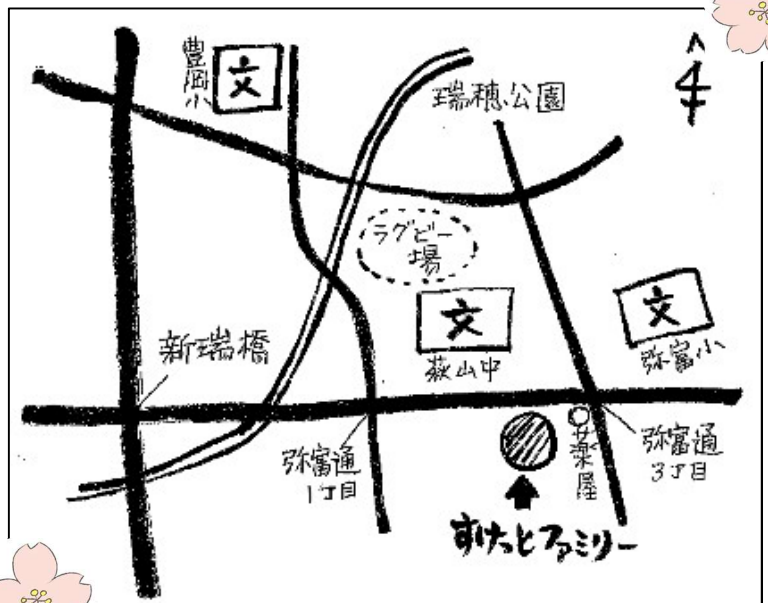 豊岡小
文
瑞穂公園
ラグビー
場
文
萩山中
文
弥富小
新瑞橋
弥富通
1丁目
薬屋
弥富通
3丁目
すけっとファミリー